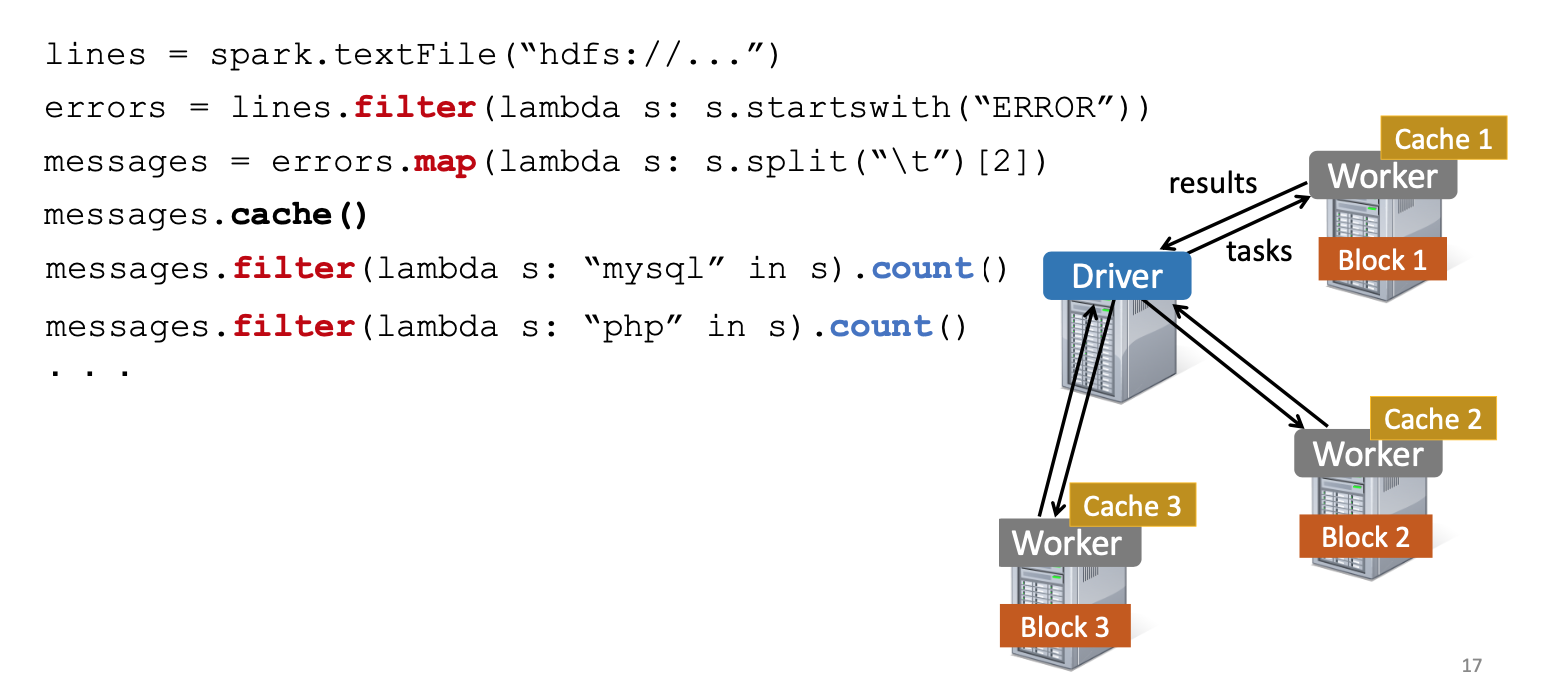 lines = spark.textFile(“hdfs://...”)
errors = lines.filter(lambda s: s.startswith(“ERROR”))
messages = errors.map(lambda s: s.split(“\t”)[2])
messages.cache()
messages.filter(lambda s: “mysql” in s).count()
messages.filter(lambda s: “php” in s).count()
. . .
Cache 1
Worker
results
tasks
Block 1
Driver
Cache 2
Worker
Block 2
Cache 3
Worker
Block 3
17